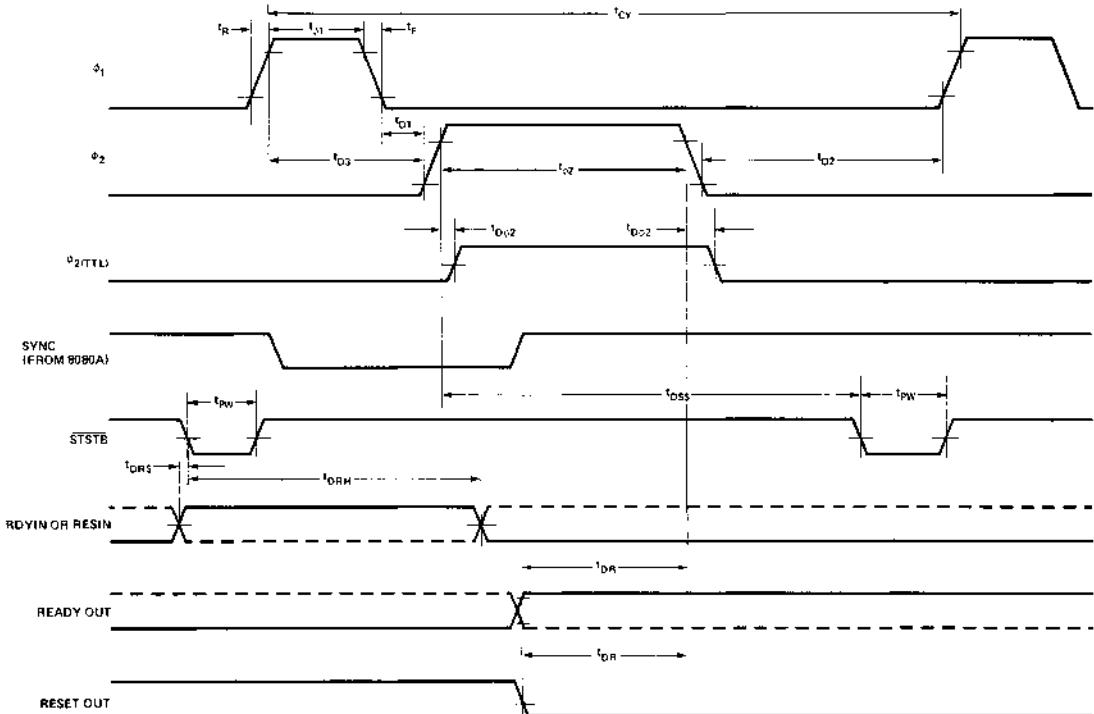 tCY
tR
tϕ1
tF
ϕ1
tD1
ϕ2
tD3
tϕ2
tD2
tDϕ2
tDϕ2
ϕ2(TTL)
SYNC
(FROM 8080A)
tDSS
tPW
tPW
STSTB
tDRS
tDRH
RDYIN OR RESIN
tDR
READY OUT
tDR
RESET OUT